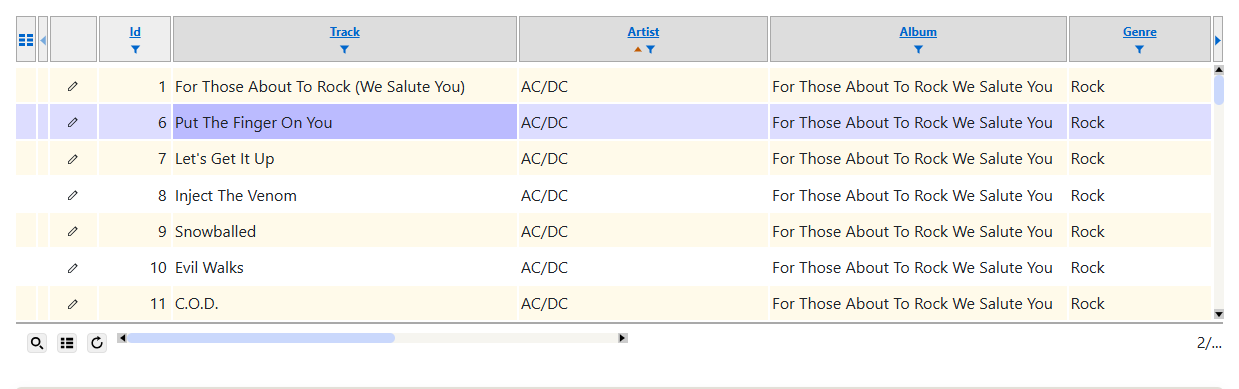 Id Track Artist Album Genre
1 For Those About To Rock (We Salute You) AC/DC For Those About To Rock We Salute You Rock
6 Put The Finger On You AC/DC For Those About To Rock We Salute You Rock
7 Let's Get It Up AC/DC For Those About To Rock We Salute You Rock
8 Inject The Venom AC/DC For Those About To Rock We Salute You Rock
9 Snowballed AC/DC For Those About To Rock We Salute You Rock
10 Evil Walks AC/DC For Those About To Rock We Salute You Rock
11 C.O.D. AC/DC For Those About To Rock We Salute You Rock
2/...